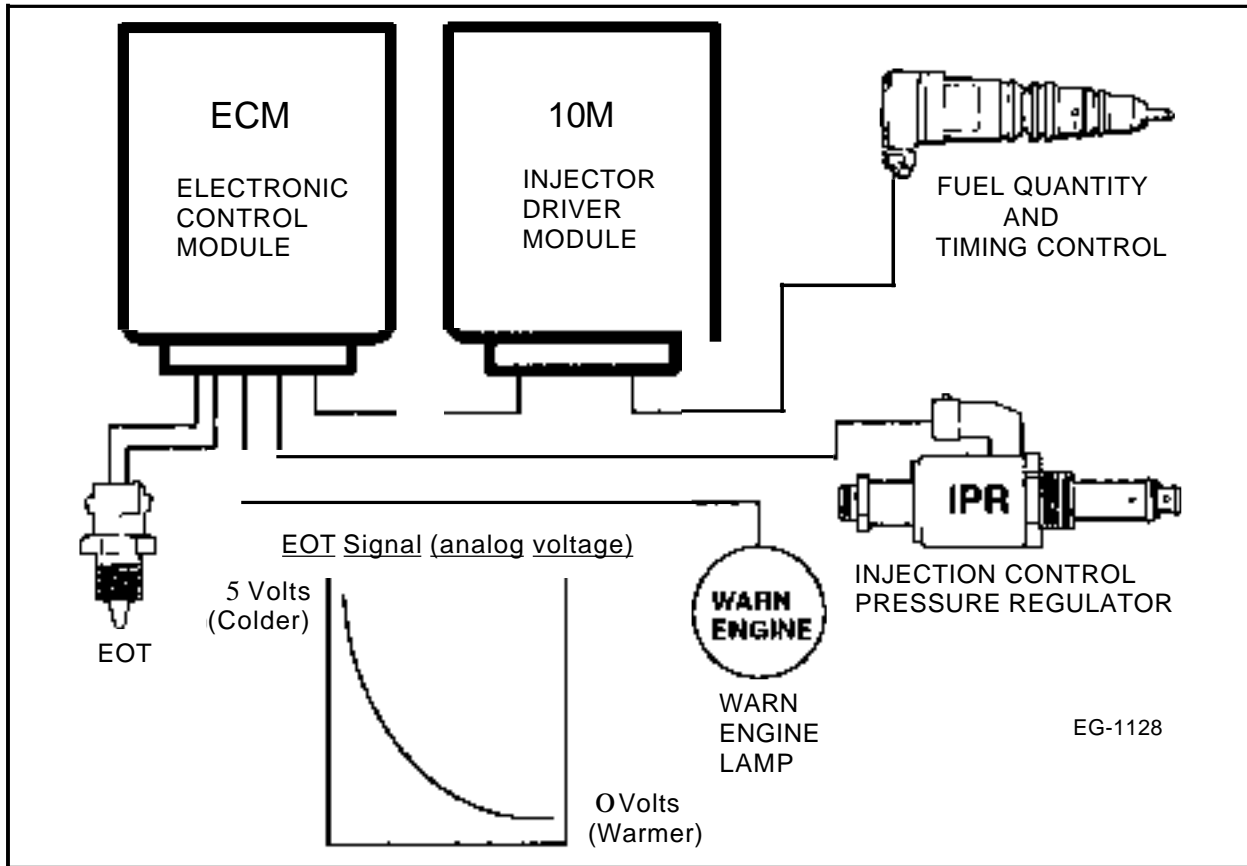 ECM
ELECTRONIC
CONTROL
MODULE
10M
INJECTOR
DRIVER
MODULE
FUEL QUANTITY
AND
TIMING CONTROL
IPR
INJECTION CONTROL
PRESSURE REGULATOR
EOT
EOT Signal (analog voltage)
5 Volts
(Colder)
O Volts
(Warmer)
WARN
ENGINE
WARN
ENGINE
LAMP
EG-1128